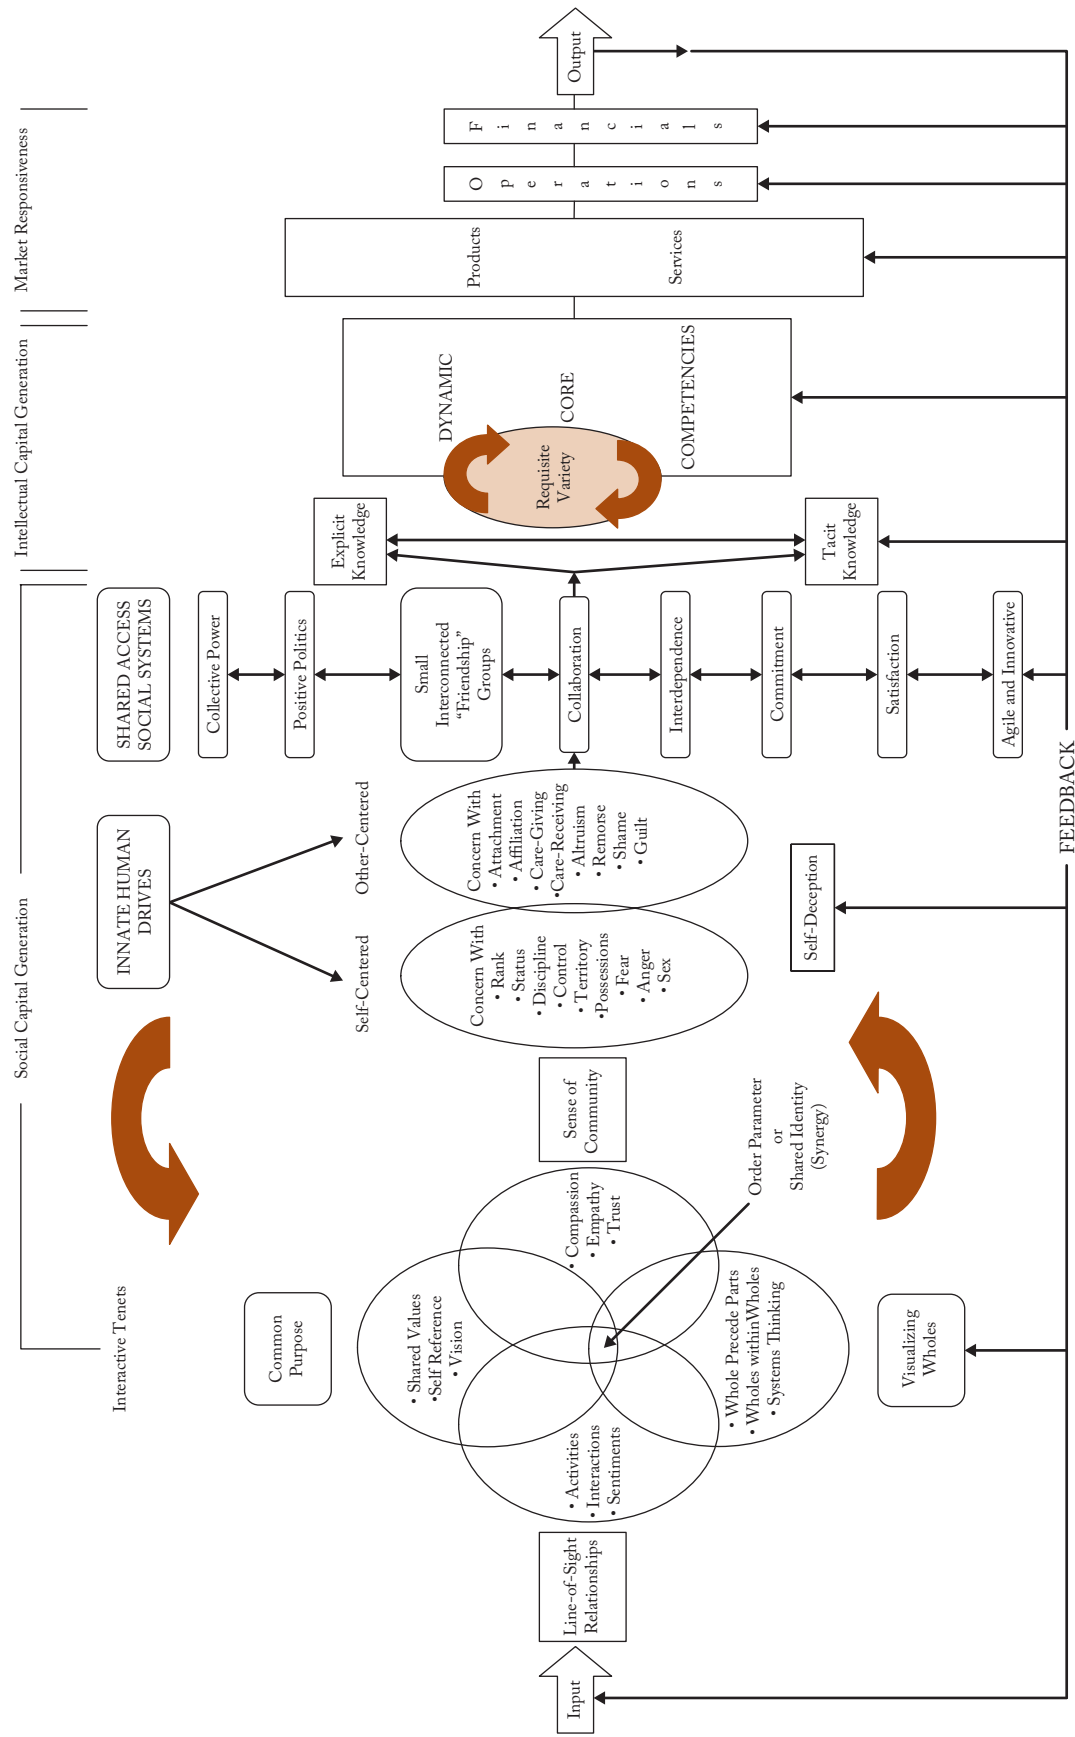 Social Capital Generation
Intellectual Capital Generation
Market Responsiveness
Interactive Tenets
INNATE HUMAN
DRIVES
SHARED ACCESS
SOCIAL SYSTEMS
Input
Line-of-Sight
Relationships
Common
Purpose
• Shared Values
•Self Reference
• Vision
• Activities
• Interactions
• Sentiments
• Compassion
• Empathy
• Trust
• Whole Precede Parts
• Wholes withinWholes
• Systems Thinking
Visualizing
Wholes
Order Parameter
or
Shared Identity
(Synergy)
Sense of
Community
Self-Centered
Concern With
• Rank
• Status
• Discipline
• Control
• Territory
•Possessions
• Fear
• Anger
• Sex
Other-Centered
Concern With
• Attachment
• Affiliation
• Care-Giving
•Care-Receiving
• Altruism
• Remorse
• Shame
• Guilt
Self-Deception
Collective Power
Positive Politics
Small
Interconnected
“Friendship”
Groups
Collaboration
Interdependence
Commitment
Satisfaction
Agile and Innovative
Explicit
Knowledge
Tacit
Knowledge
Requisite
Variety
DYNAMIC
CORE
COMPETENCIES
Products
Services
Operations
Financials
Output
FEEDBACK